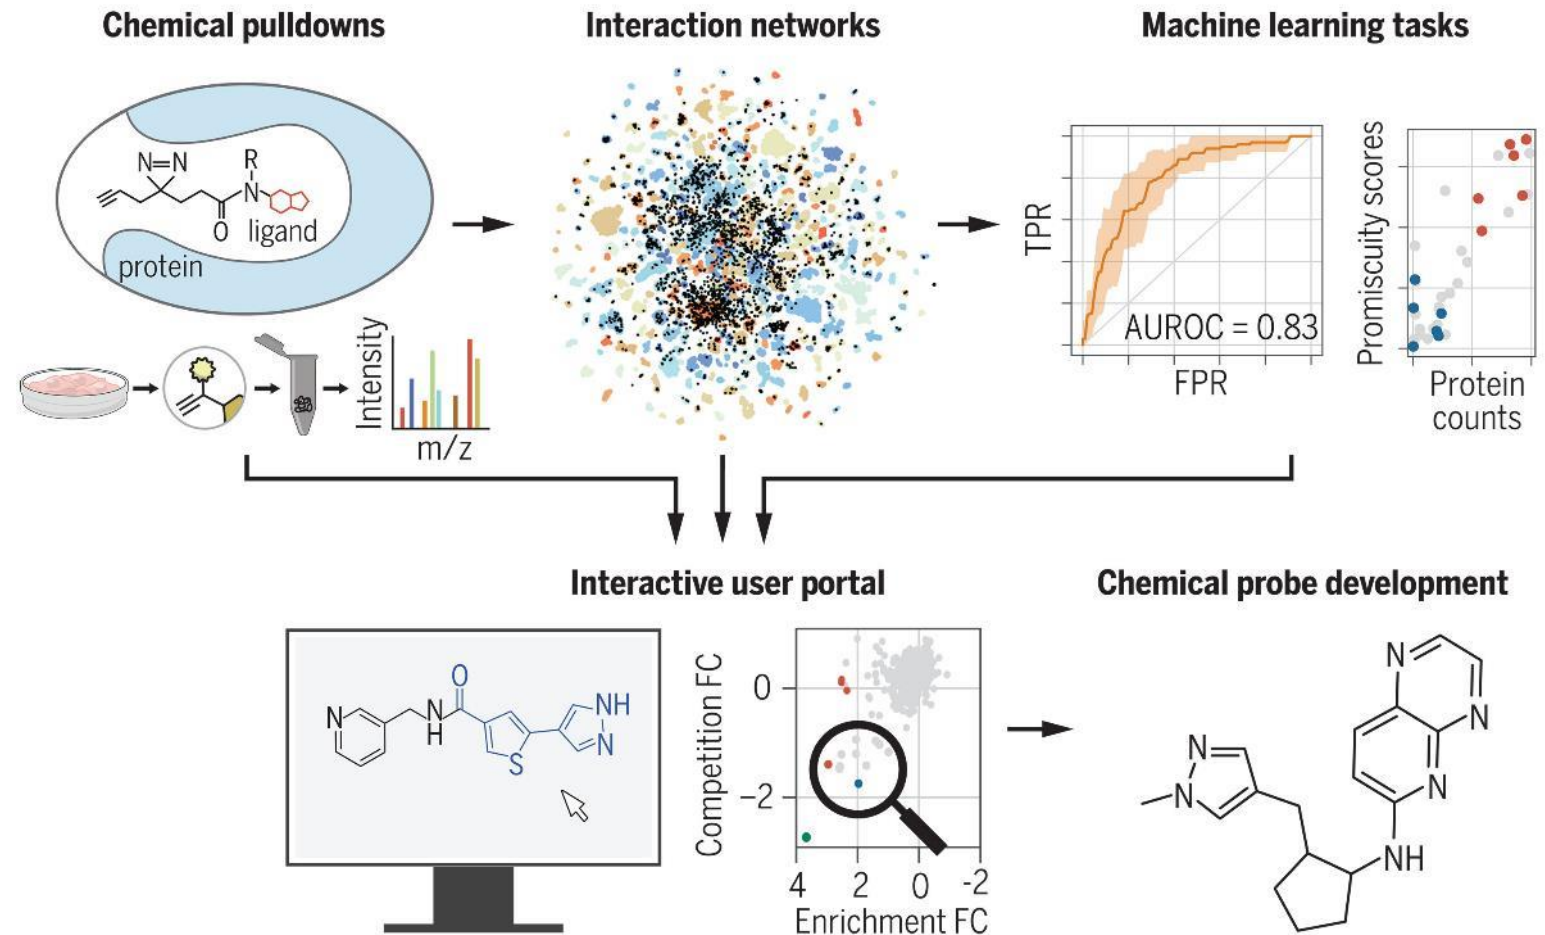 Chemical pulldowns
Interaction networks
Machine learning tasks
N=N
R
N
O
ligand
protein
Intensity
m/z
TPR
AUROC = 0.83
FPR
Promiscuity scores
Protein
counts
Interactive user portal
Chemical probe development
N
N
H
O
S
NH
N
Competition FC
0
−2
4
2
0
-2
Enrichment FC
N
N
N
N
N
NH